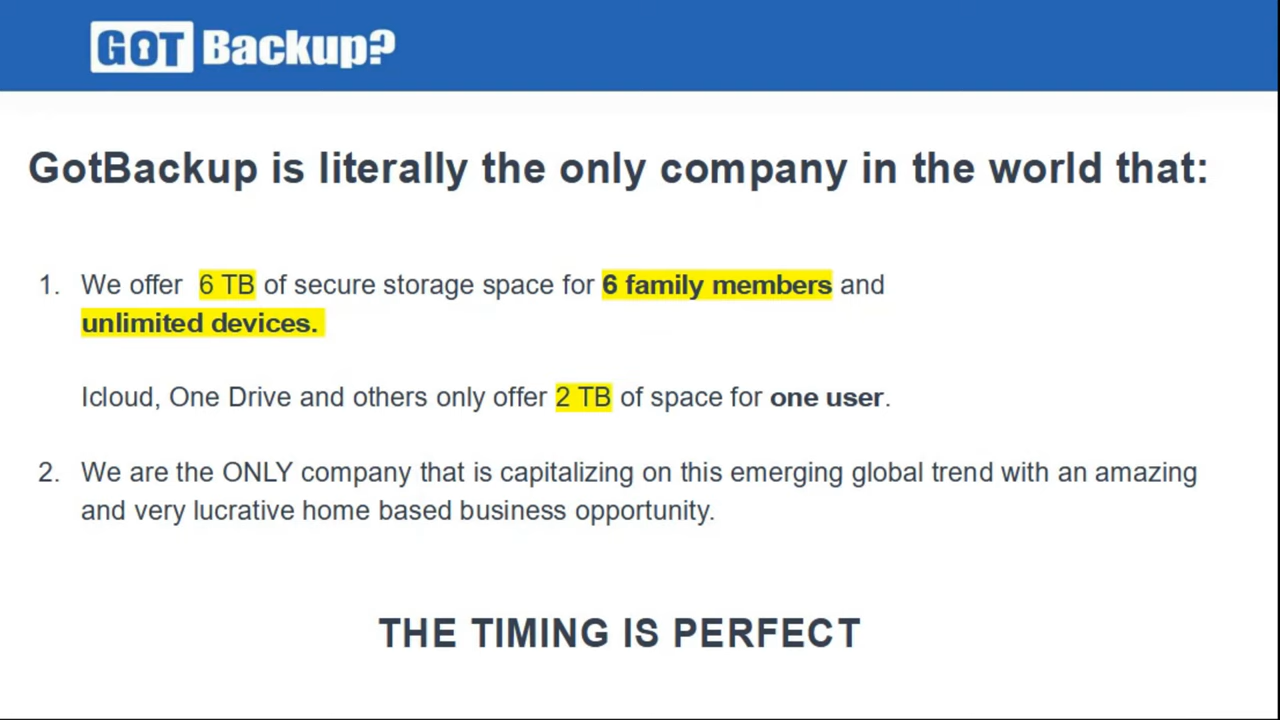 GOT Backup?
GotBackup is literally the only company in the world that:
1. We offer 6 TB of secure storage space for 6 family members and
unlimited devices.
Icloud, One Drive and others only offer 2 TB of space for one user.
2. We are the ONLY company that is capitalizing on this emerging global trend with an amazing
and very lucrative home based business opportunity.
THE TIMING IS PERFECT